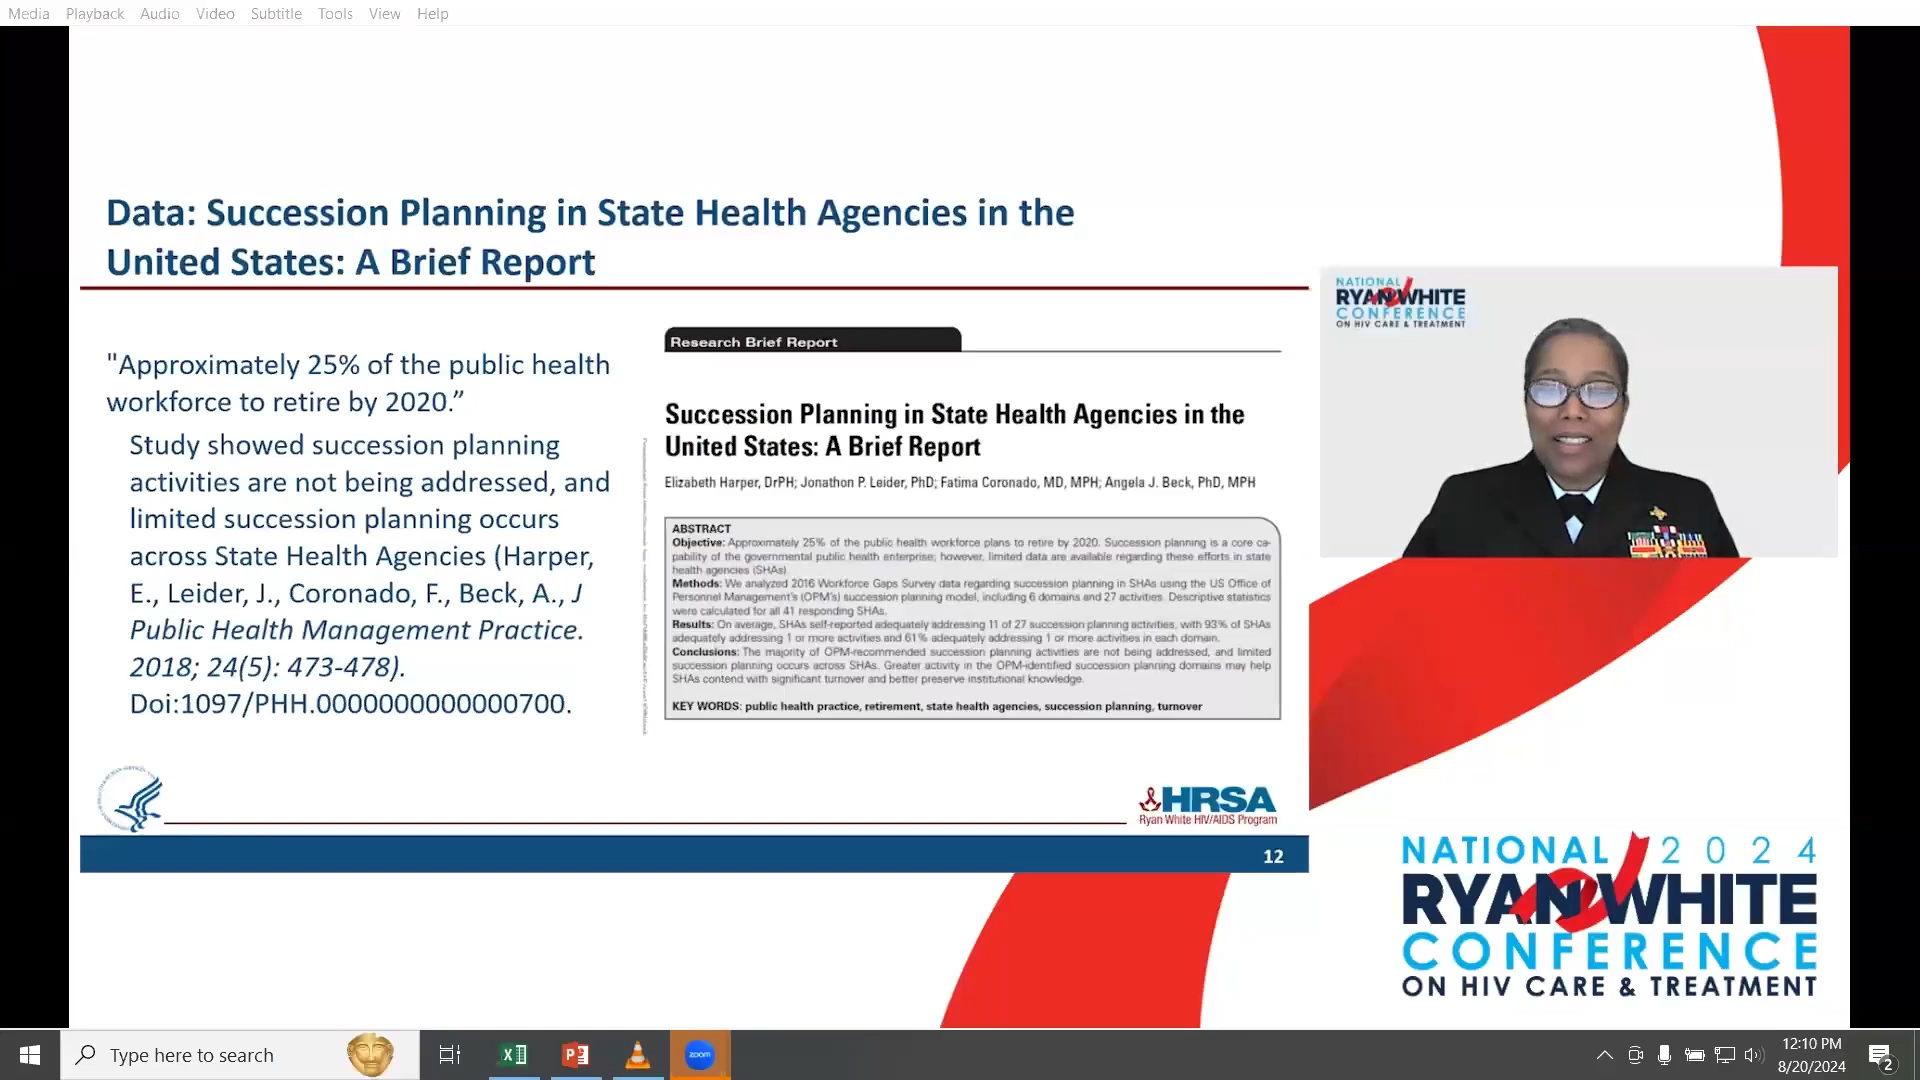 Media Playback Audio Video Subtitle Tools View Help
Data: Succession Planning in State Health Agencies in the
United States: A Brief Report
"Approximately 25% of the public health
workforce to retire by 2020.”
Study showed succession planning
activities are not being addressed, and
limited succession planning occurs
across State Health Agencies (Harper,
E., Leider, J., Coronado, F., Beck, A., J
Public Health Management Practice.
2018; 24(5): 473-478).
Doi:1097/PHH.0000000000000700.
Research Brief Report
Succession Planning in State Health Agencies in the
United States: A Brief Report
Elizabeth Harper, DrPH; Jonathon P. Leider, PhD; Fatima Coronado, MD, MPH; Angela J. Beck, PhD, MPH
ABSTRACT
Objective: Approximately 25% of the public health workforce plans to retire by 2020. Succession planning is a core ca-
pability of the governmental public health enterprise; however, limited data are available regarding these efforts in state
health agencies (SHAs).
Methods: We analyzed 2016 Workforce Gaps Survey data regarding succession planning in SHAs using the US Office of
Personnel Management's (OPM's) succession planning model, including 6 domains and 27 activities. Descriptive statistics
were calculated for all 41 responding SHAs.
Results: On average, SHAs self-reported adequately addressing 11 of 27 succession planning activities, with 93% of SHAs
adequately addressing 1 or more activities and 61% adequately addressing 1 or more activities in each domain.
Conclusions: The majority of OPM-recommended succession planning activities are not being addressed, and limited
succession planning occurs across SHAs. Greater activity in the OPM-identified succession planning domains may help
SHAs contend with significant turnover and better preserve institutional knowledge.
KEY WORDS: public health practice, retirement, state health agencies, succession planning, turnover
HRSA
Ryan White HIV/AIDS Program
12
NATIONAL
RYAN WHITE
CONFERENCE
ON HIV CARE & TREATMENT
NATIONAL 2024
RYAN WHITE
CONFERENCE
ON HIV CARE & TREATMENT
Type here to search
zoom
12:10 PM
8/20/2024
2